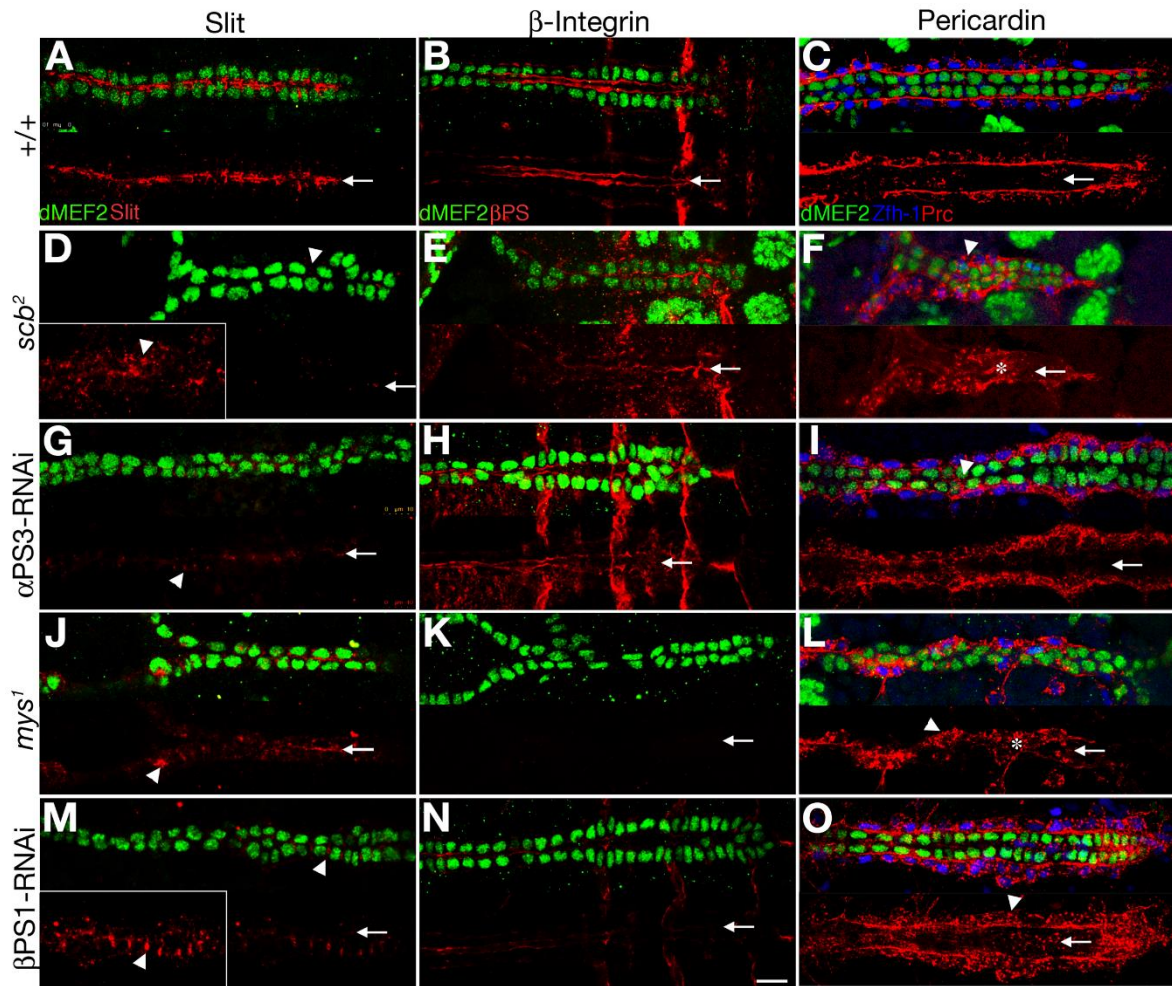 Slit β-Integrin Pericardin
+/+
A B C
dMEF2 Slit dMEF2 βPS dMEF2 Zfh-1 Prc
scb²
D E F
*
αPS3-RNAi
G H I
mys¹
J K L
*
βPS1-RNAi
M N O